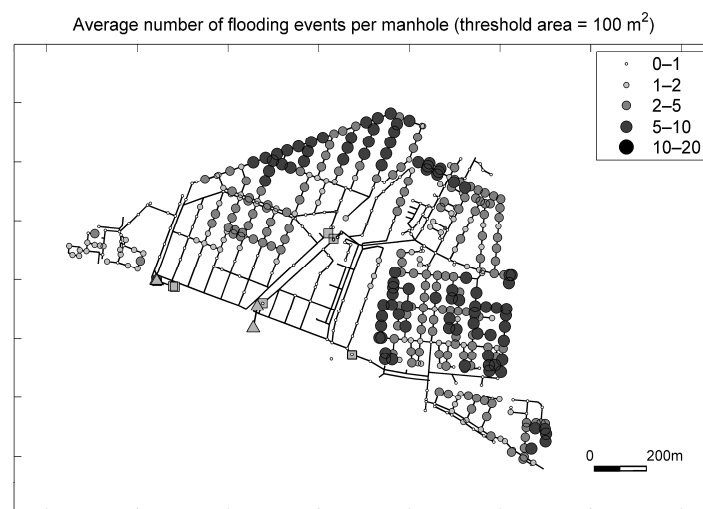 Average number of flooding events per manhole (threshold area = 100 m²)
0–1
1–2
2–5
5–10
10–20
0 200m